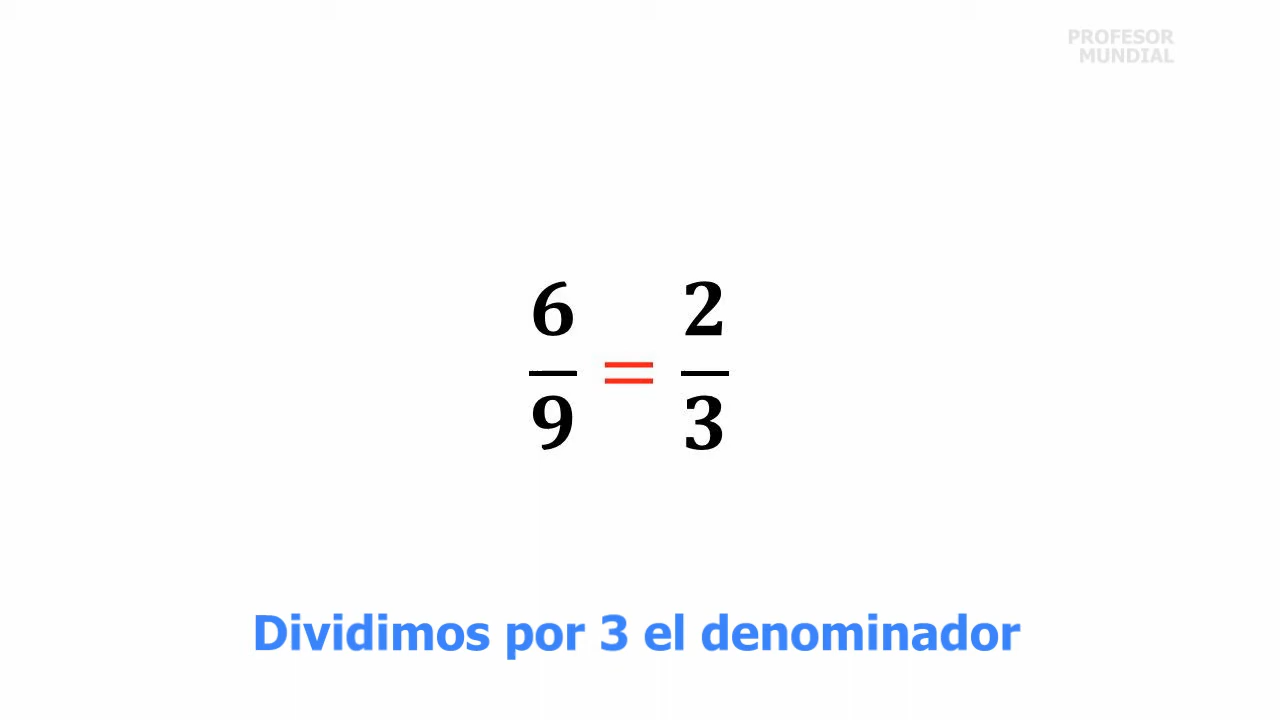 PROFESOR
MUNDIAL
6/9 = 2/3
Dividimos por 3 el denominador